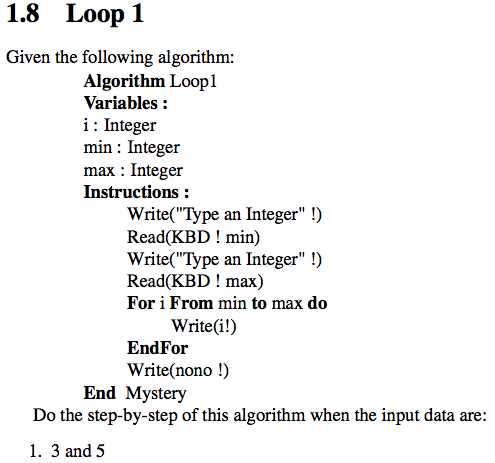 1.8 Loop 1
Given the following algorithm:
Algorithm Loop1
Variables :
i : Integer
min : Integer
max : Integer
Instructions :
Write("Type an Integer" !)
Read(KBD ! min)
Write("Type an Integer" !)
Read(KBD ! max)
For i From min to max do
Write(i!)
EndFor
Write(nono !)
End Mystery
Do the step-by-step of this algorithm when the input data are:
1. 3 and 5